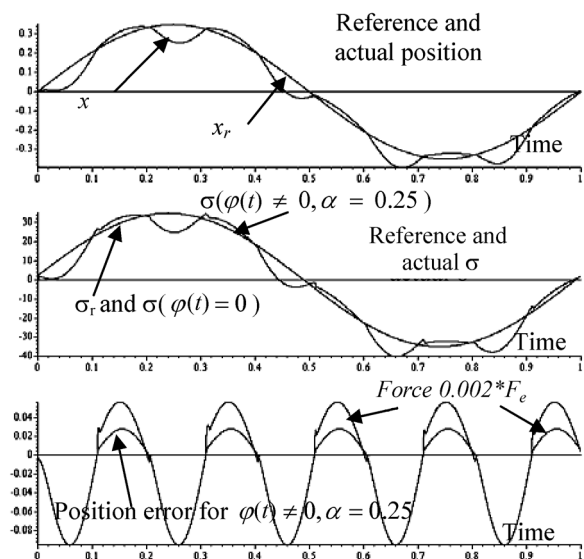 Reference and
actual position
0.3
0.2
0.1
0
-0.1
-0.2
-0.3
x
x_r
Time
0 0.1 0.2 0.3 0.4 0.5 0.6 0.7 0.8 0.9 1
σ(φ(t) ≠ 0, α = 0.25 )
Reference and
actual σ
30
20
10
0
-10
-20
-30
-40
σ_r and σ( φ(t) = 0 )
Time
0 0.1 0.2 0.3 0.4 0.5 0.6 0.7 0.8 0.9 1
Force 0.002*F_e
0.04
0.02
0
-0.02
-0.04
-0.06
-0.08
Position error for φ(t) ≠ 0, α = 0.25
Time
0 0.1 0.2 0.3 0.4 0.5 0.6 0.7 0.8 0.9 1